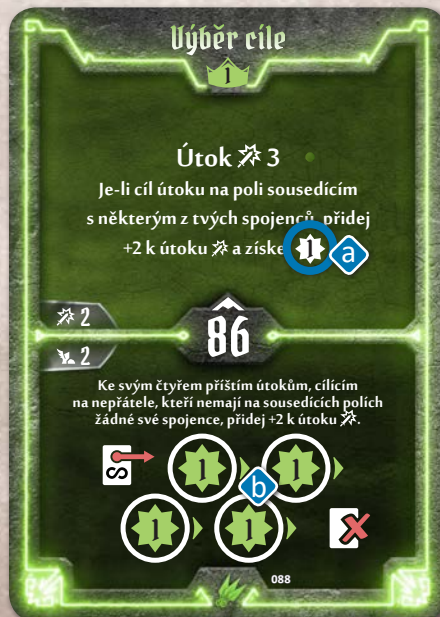 Výběr cíle
1
Útok 3
Je-li cíl útoku na poli sousedícím
s některým z tvých spojenců, přidej
+2 k útoku a získej 1 a
2
86
2
Ke svým čtyřem příštím útokům, cílícím
na nepřátele, kteří nemají na sousedících polích
žádné své spojence, přidej +2 k útoku .
S 1 1
b
1 1
088